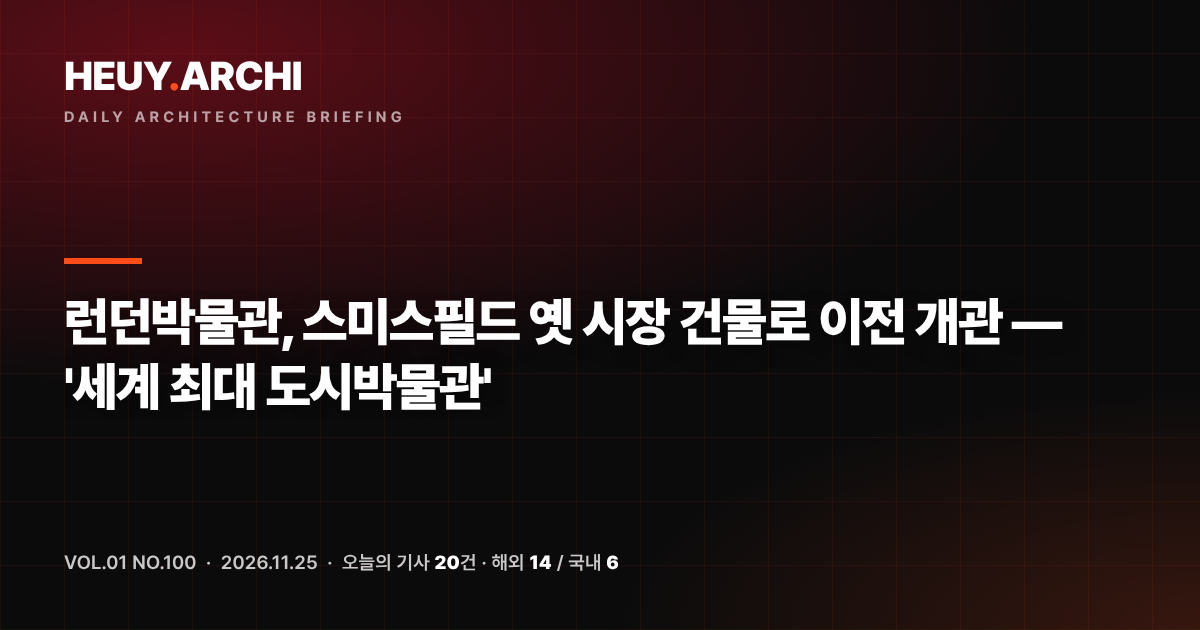 HEUY.ARCHI
DAILY ARCHITECTURE BRIEFING
런던박물관, 스미스필드 옛 시장 건물로 이전 개관 —
'세계 최대 도시박물관'
VOL.01 NO.100 · 2026.11.25 · 오늘의 기사 20건 · 해외 14 / 국내 6